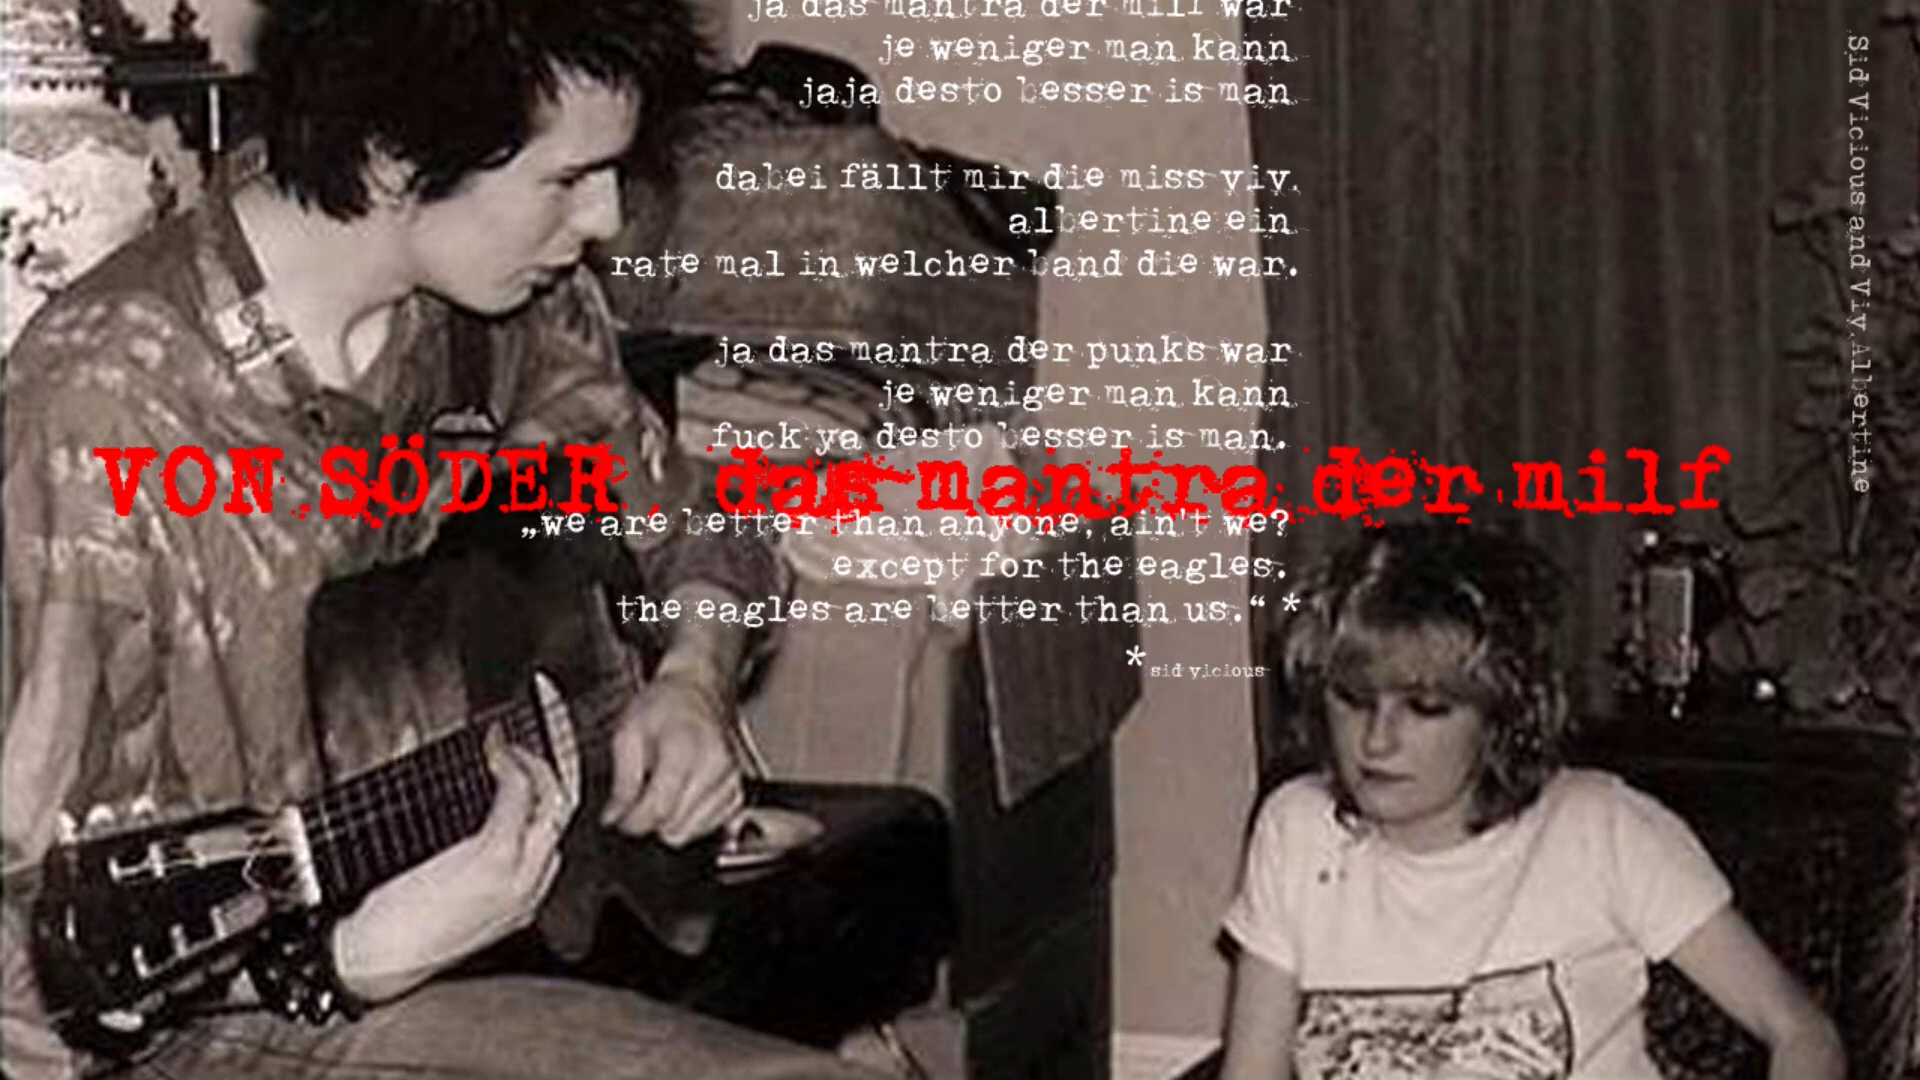 ja das mantra der milf war
je weniger man kann
jaja desto besser is man
dabei fällt mir die miss viv.
albertine ein
rate mal in welcher band die war.
ja das mantra der punks war
je weniger man kann
fuck ya desto besser is man.
VON SÖDER das mantra der milf
„we are better than anyone, ain't we?
except for the eagles.
the eagles are better than us.“ *
* sid vicious
Sid Vicious and Viv Albertine